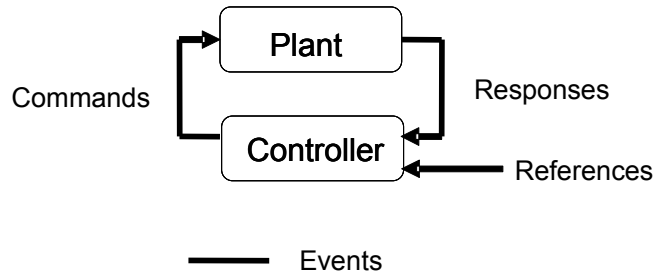 Plant
Commands
Responses
Controller
References
Events